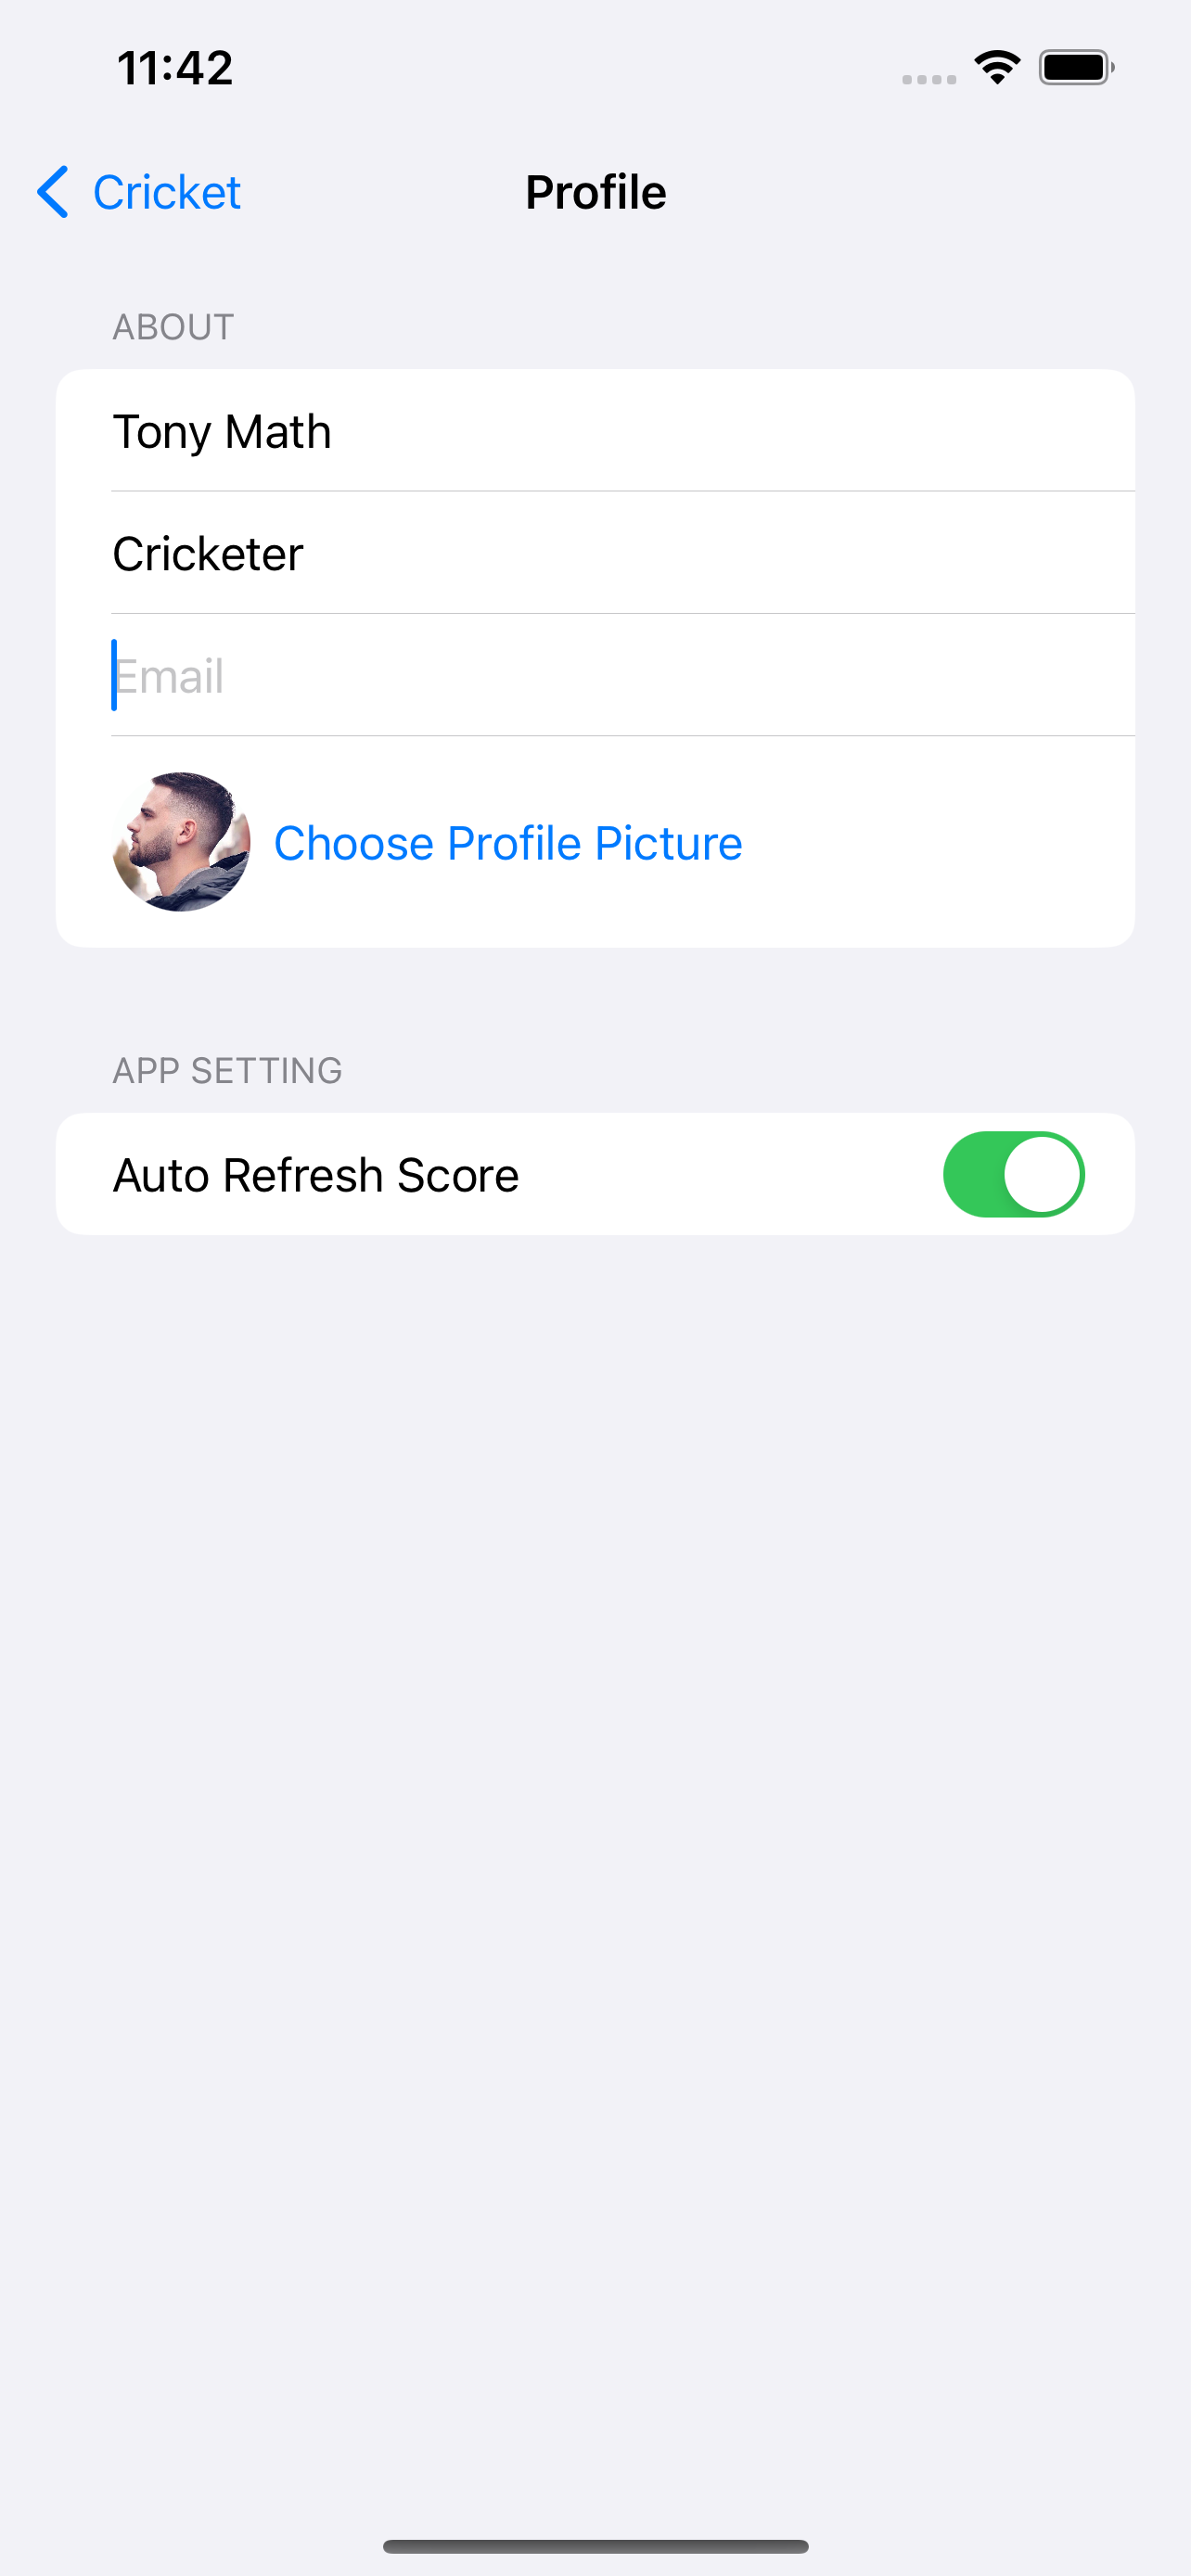 11:42
Cricket
Profile
ABOUT
Tony Math
Cricketer
Email
Choose Profile Picture
APP SETTING
Auto Refresh Score